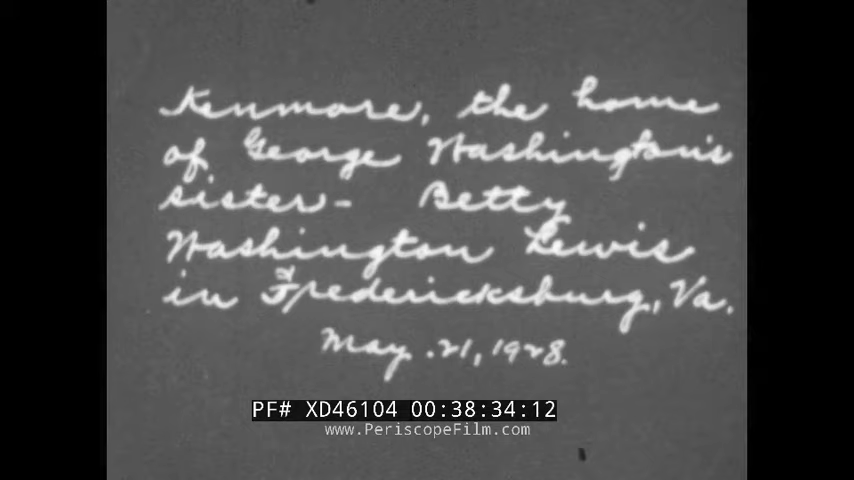 Kenmore, the home
of George Washington's
sister- Betty
Washington Lewis
in Fredericksburg, Va.
May. 21, 1928.
PF# XD46104 00:38:34:12
www.PeriscopeFilm.com